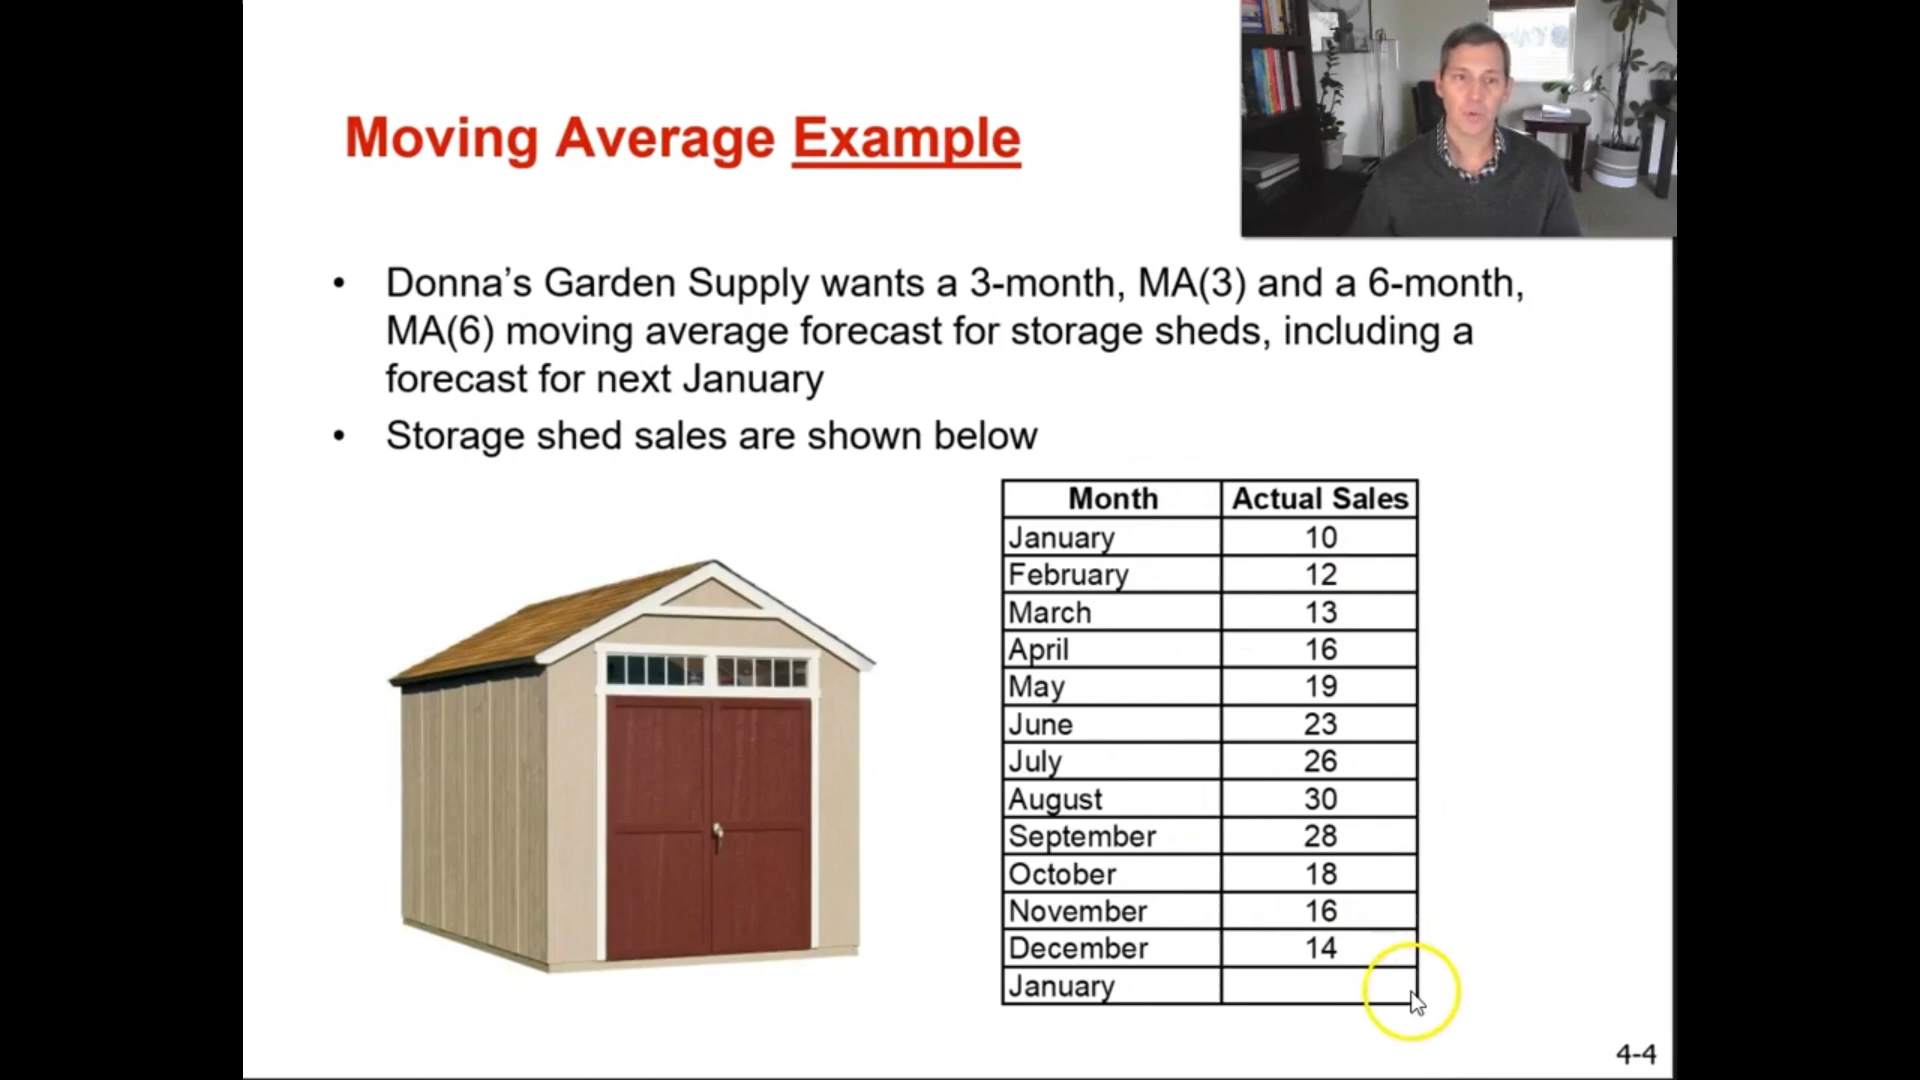 Moving Average Example
• Donna’s Garden Supply wants a 3-month, MA(3) and a 6-month,
MA(6) moving average forecast for storage sheds, including a
forecast for next January
• Storage shed sales are shown below
Month Actual Sales
January 10
February 12
March 13
April 16
May 19
June 23
July 26
August 30
September 28
October 18
November 16
December 14
January
4-4